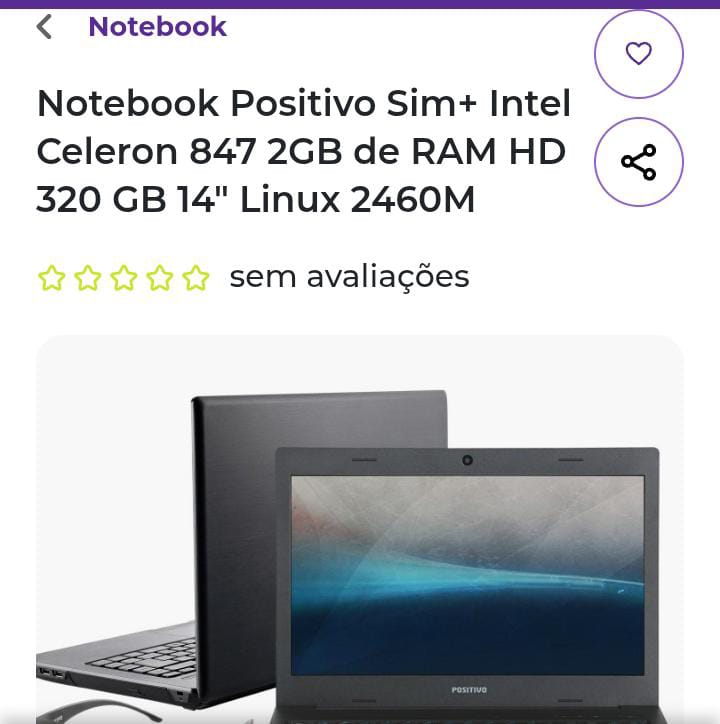 Notebook
Notebook Positivo Sim+ Intel
Celeron 847 2GB de RAM HD
320 GB 14" Linux 2460M
sem avaliações
POSITIVO